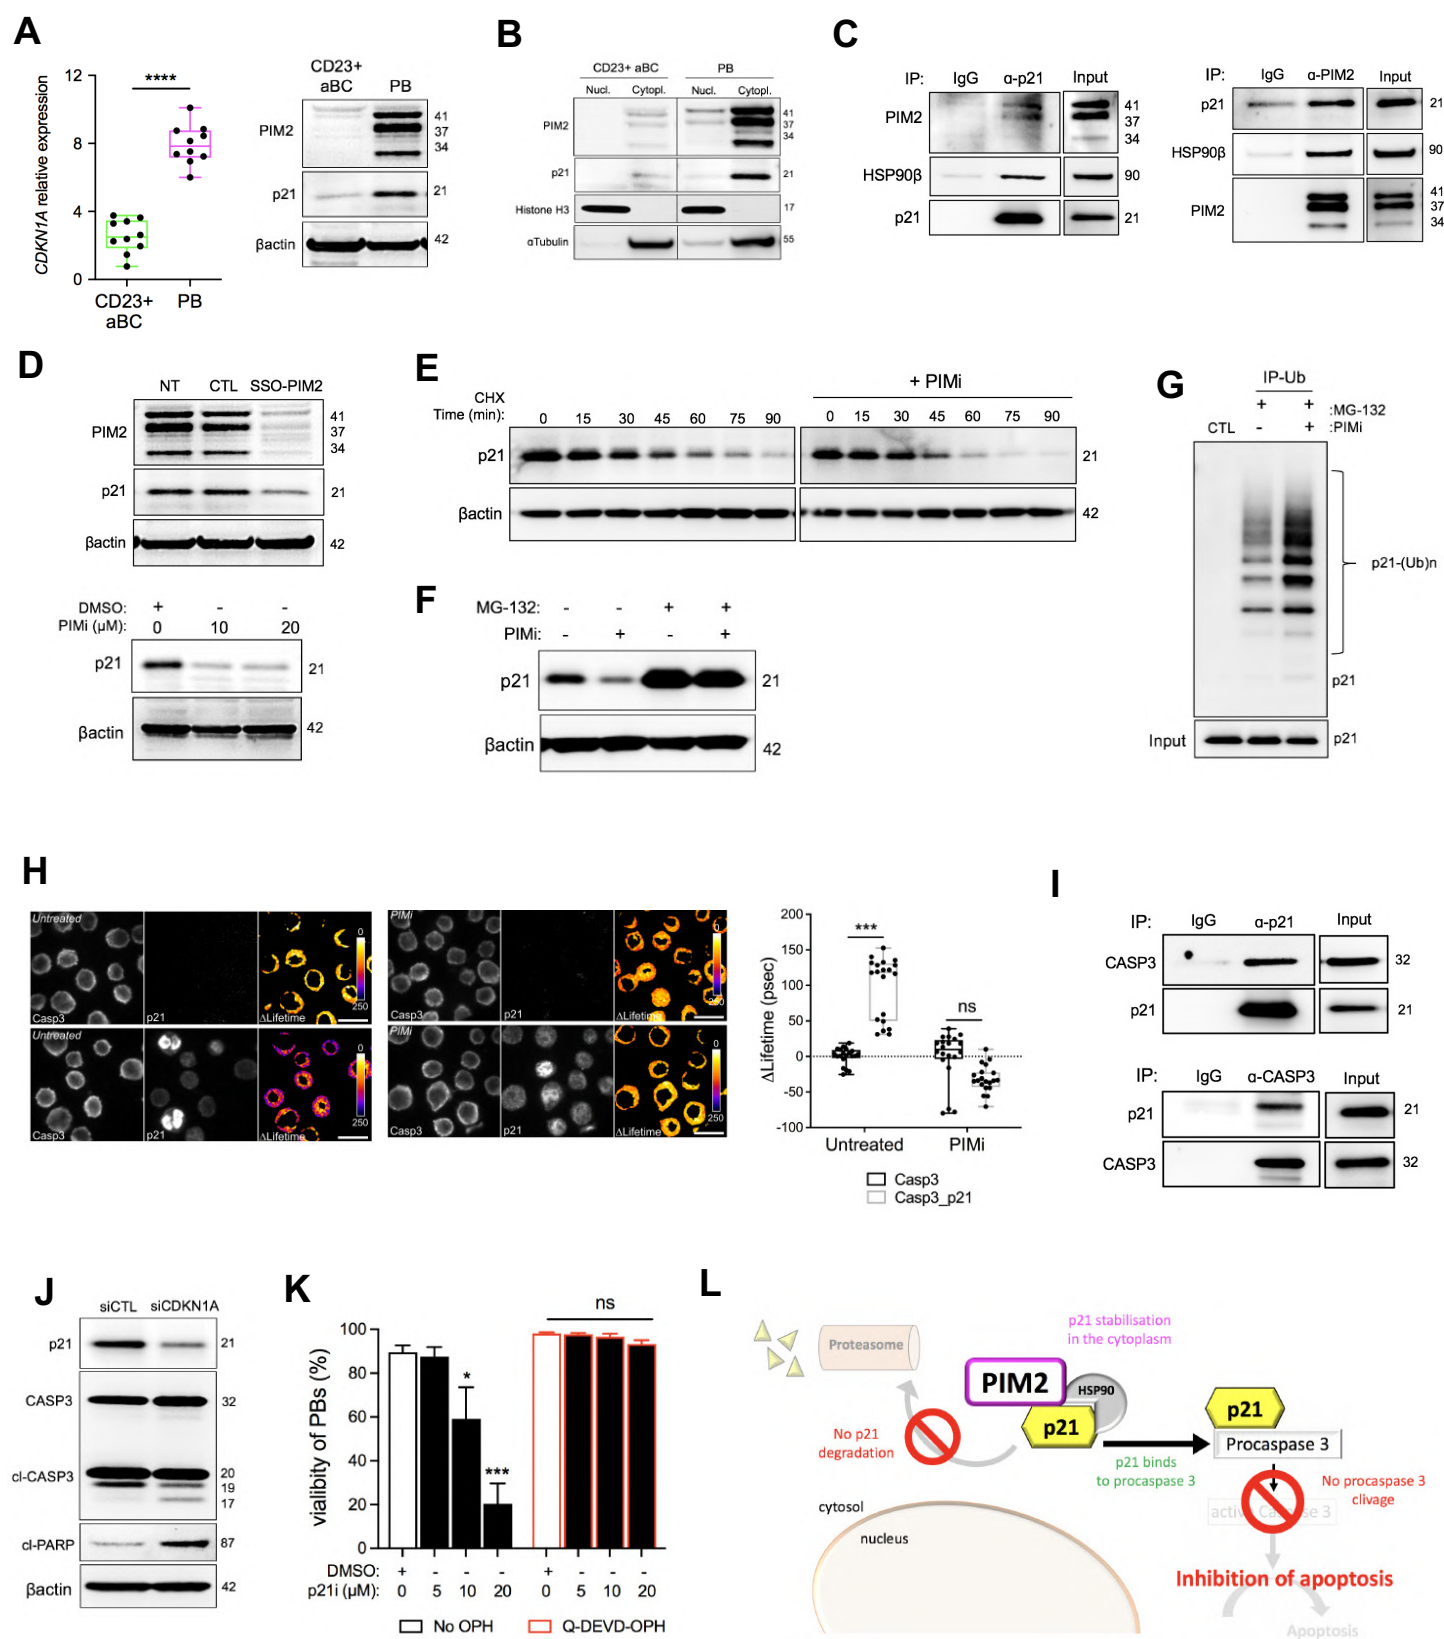 A
12
8
4
0
CDKN1A relative expression
****
CD23+
aBC
PB
CD23+
aBC
PB
PIM2
41
37
34
p21
21
βactin
42
B
CD23+ aBC
PB
Nucl.
Cytopl.
Nucl.
Cytopl.
PIM2
41
37
34
p21
21
Histone H3
17
αTubulin
55
C
IP:
IgG
α-p21
Input
PIM2
41
37
34
HSP90β
90
p21
21
IP:
IgG
α-PIM2
Input
p21
21
HSP90β
90
PIM2
41
37
34
D
NT
CTL
SSO-PIM2
PIM2
41
37
34
p21
21
βactin
42
DMSO:
+
-
-
PIMi (µM):
0
10
20
p21
21
βactin
42
E
+ PIMi
CHX
Time (min):
0 15 30 45 60 75 90
0 15 30 45 60 75 90
p21
21
βactin
42
F
MG-132:
- - + +
PIMi:
- + - +
p21
21
βactin
42
G
IP-Ub
+ + :MG-132
CTL - + :PIMi
p21-(Ub)n
p21
Input
p21
H
Untreated
Casp3
p21
ΔLifetime
0
250
Untreated
Casp3
p21
ΔLifetime
0
250
PIMi
Casp3
p21
ΔLifetime
0
250
PIMi
Casp3
p21
ΔLifetime
0
250
ΔLifetime (psec)
200
150
100
50
0
-50
-100
***
ns
Untreated
PIMi
Casp3
Casp3_p21
I
IP:
IgG
α-p21
Input
CASP3
32
p21
21
IP:
IgG
α-CASP3
Input
p21
21
CASP3
32
J
siCTL
siCDKN1A
p21
21
CASP3
32
cl-CASP3
20
19
17
cl-PARP
87
βactin
42
K
vialibity of PBs (%)
100
80
60
40
20
0
*
***
ns
DMSO:
+ - - - + - - -
p21i (µM):
0 5 10 20 0 5 10 20
No OPH
Q-DEVD-OPH
L
p21 stabilisation
in the cytoplasm
Proteasome
PIM2
HSP90
p21
No p21
degradation
p21 binds
to procaspase 3
p21
Procaspase 3
No procaspase 3
clivage
active Caspase 3
cytosol
nucleus
Inhibition of apoptosis
Apoptosis